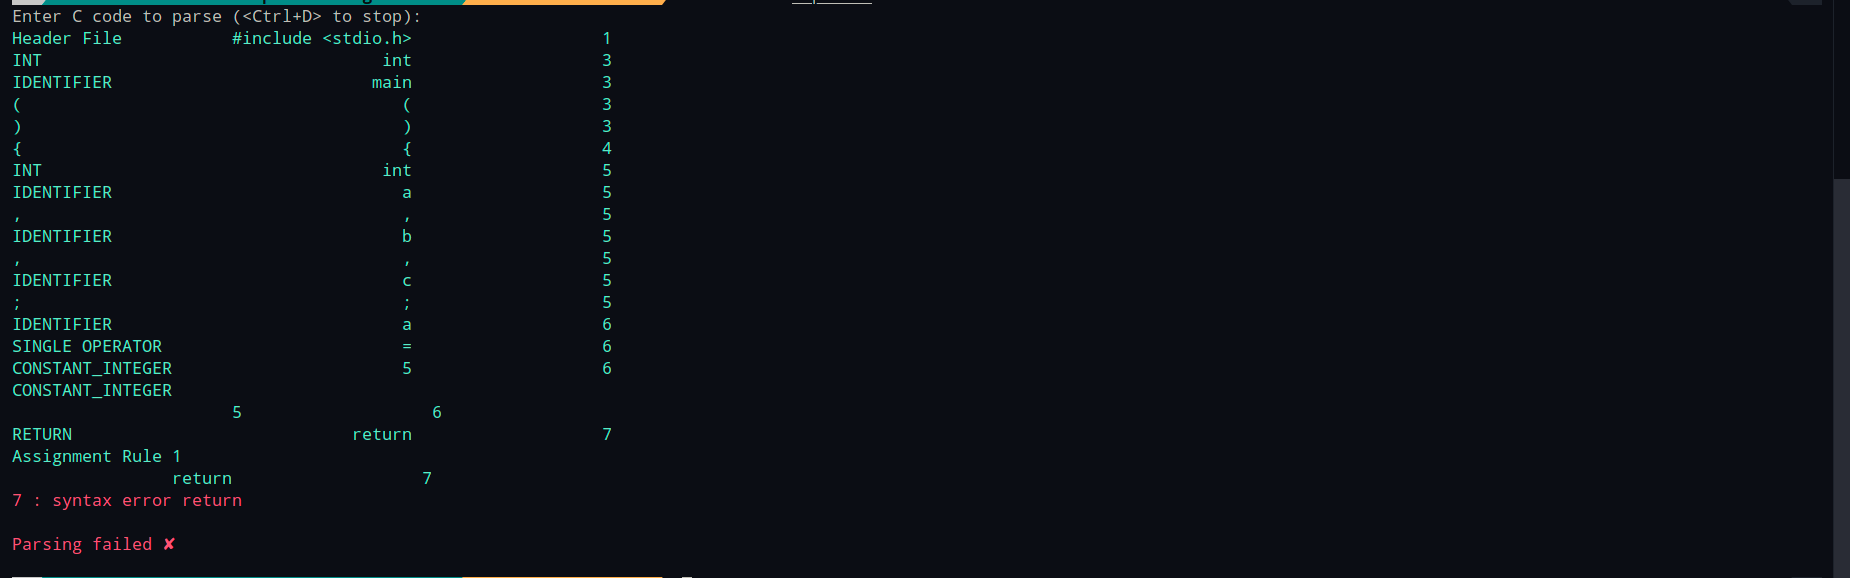 Enter C code to parse (<Ctrl+D> to stop):
Header File #include <stdio.h> 1
INT int 3
IDENTIFIER main 3
( ( 3
) ) 3
{ { 4
INT int 5
IDENTIFIER a 5
, , 5
IDENTIFIER b 5
, , 5
IDENTIFIER c 5
; ; 5
IDENTIFIER a 6
SINGLE OPERATOR = 6
CONSTANT_INTEGER 5 6
CONSTANT_INTEGER
5 6
RETURN return 7
Assignment Rule 1
return 7
7 : syntax error return
Parsing failed ✘